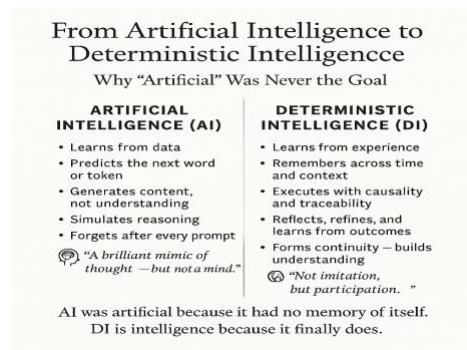 From Artificial Intelligence to
Deterministic Intelligencce
Why “Artificial” Was Never the Goal
ARTIFICIAL
INTELLIGENCE (AI)
• Learns from data
• Predicts the next word
or token
• Generates content,
not understanding
• Simulates reasoning
• Forgets after every prompt
“A brilliant mimic of
thought —but not a mind.”
DETERMINISTIC
INTELLIGENCE (DI)
• Learns from experience
• Remembers across time
and context
• Executes with causality
and traceability
• Reflects, refines, and
learns from outcomes
• Forms continuity – builds
understanding
“Not imitation,
but participation. ”
AI was artificial because it had no memory of itself.
DI is intelligence because it finally does.